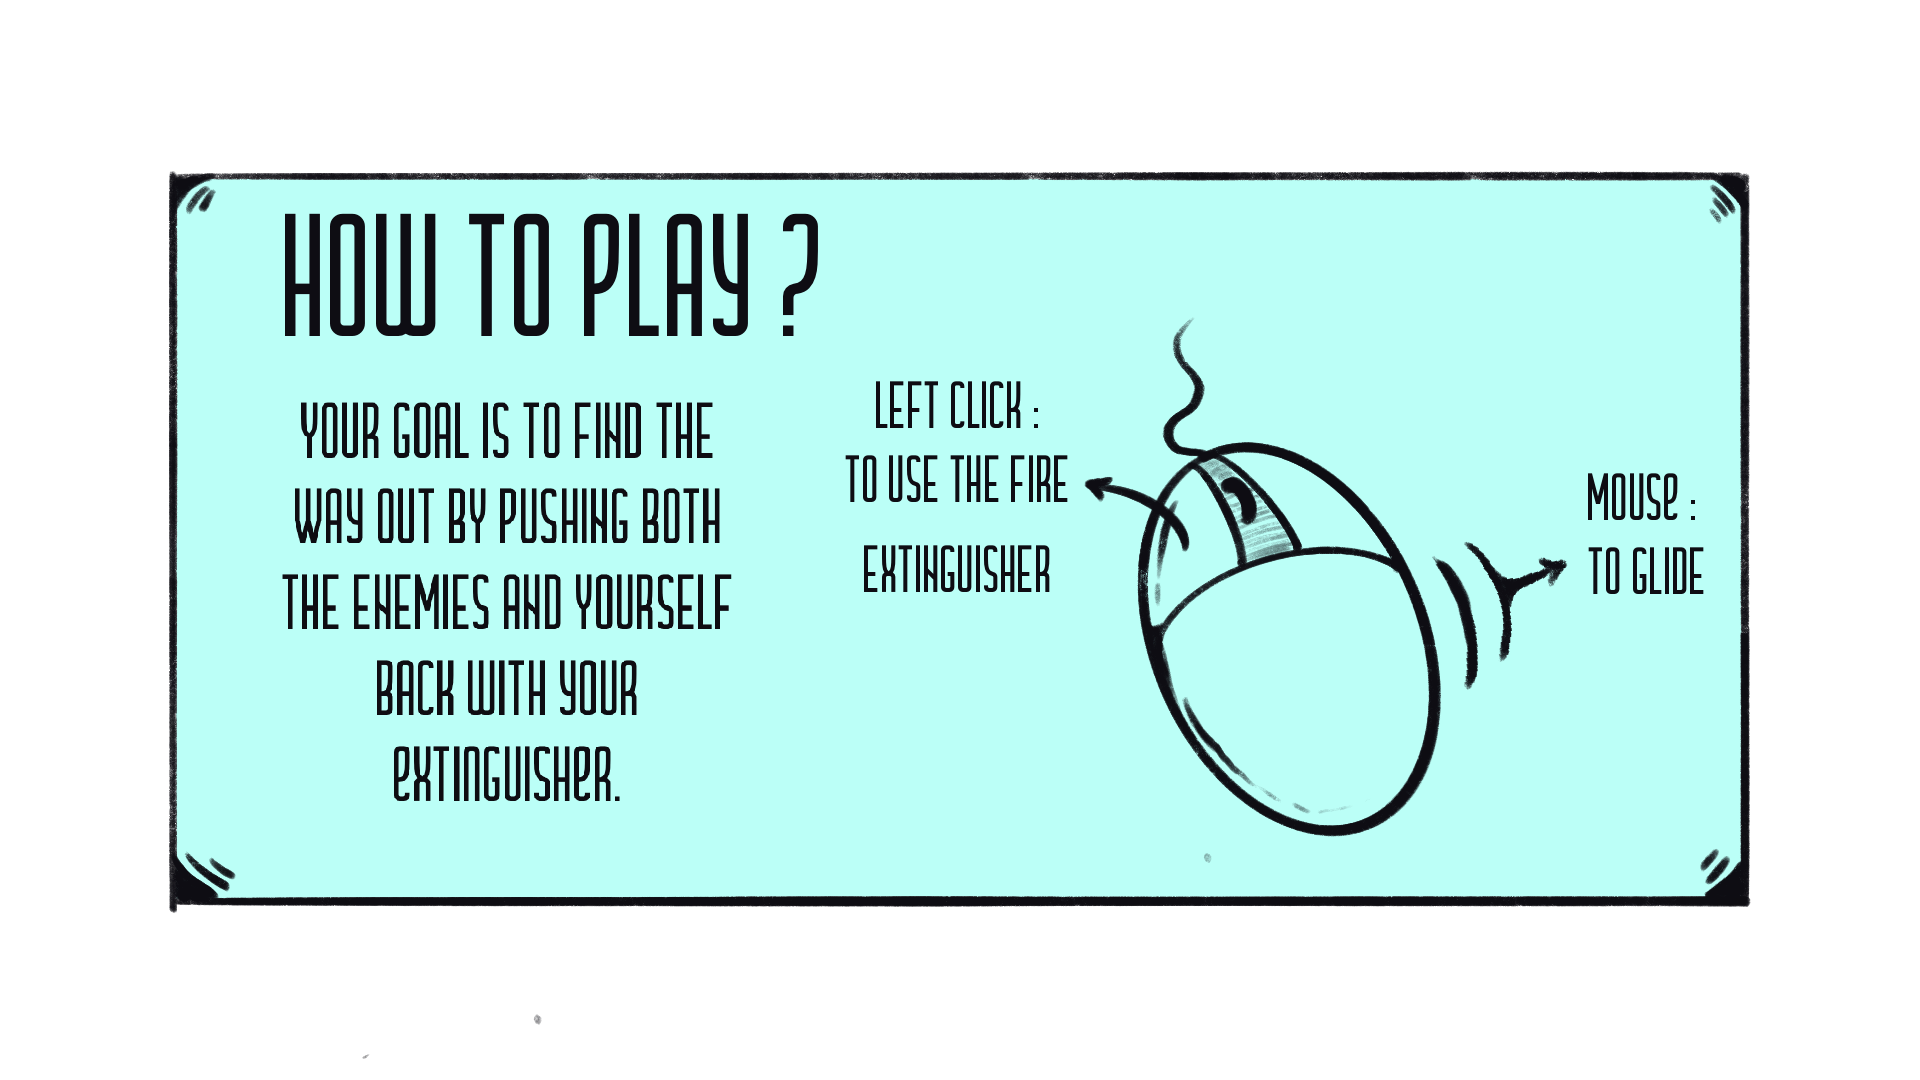 HOW TO PLAY ?
YOUR GOAL IS TO FIND THE
WAY OUT BY PUSHING BOTH
THE ENEMIES AND YOURSELF
BACK WITH YOUR
EXTINGUISHER.
LEFT CLICK :
TO USE THE FIRE
EXTINGUISHER
MOUSE :
TO GLIDE